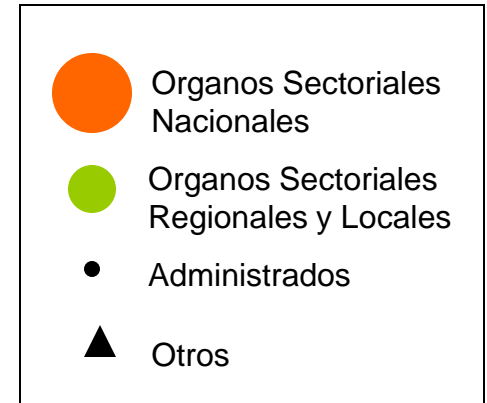 Organos Sectoriales
Nacionales
Organos Sectoriales
Regionales y Locales
Administrados
Otros